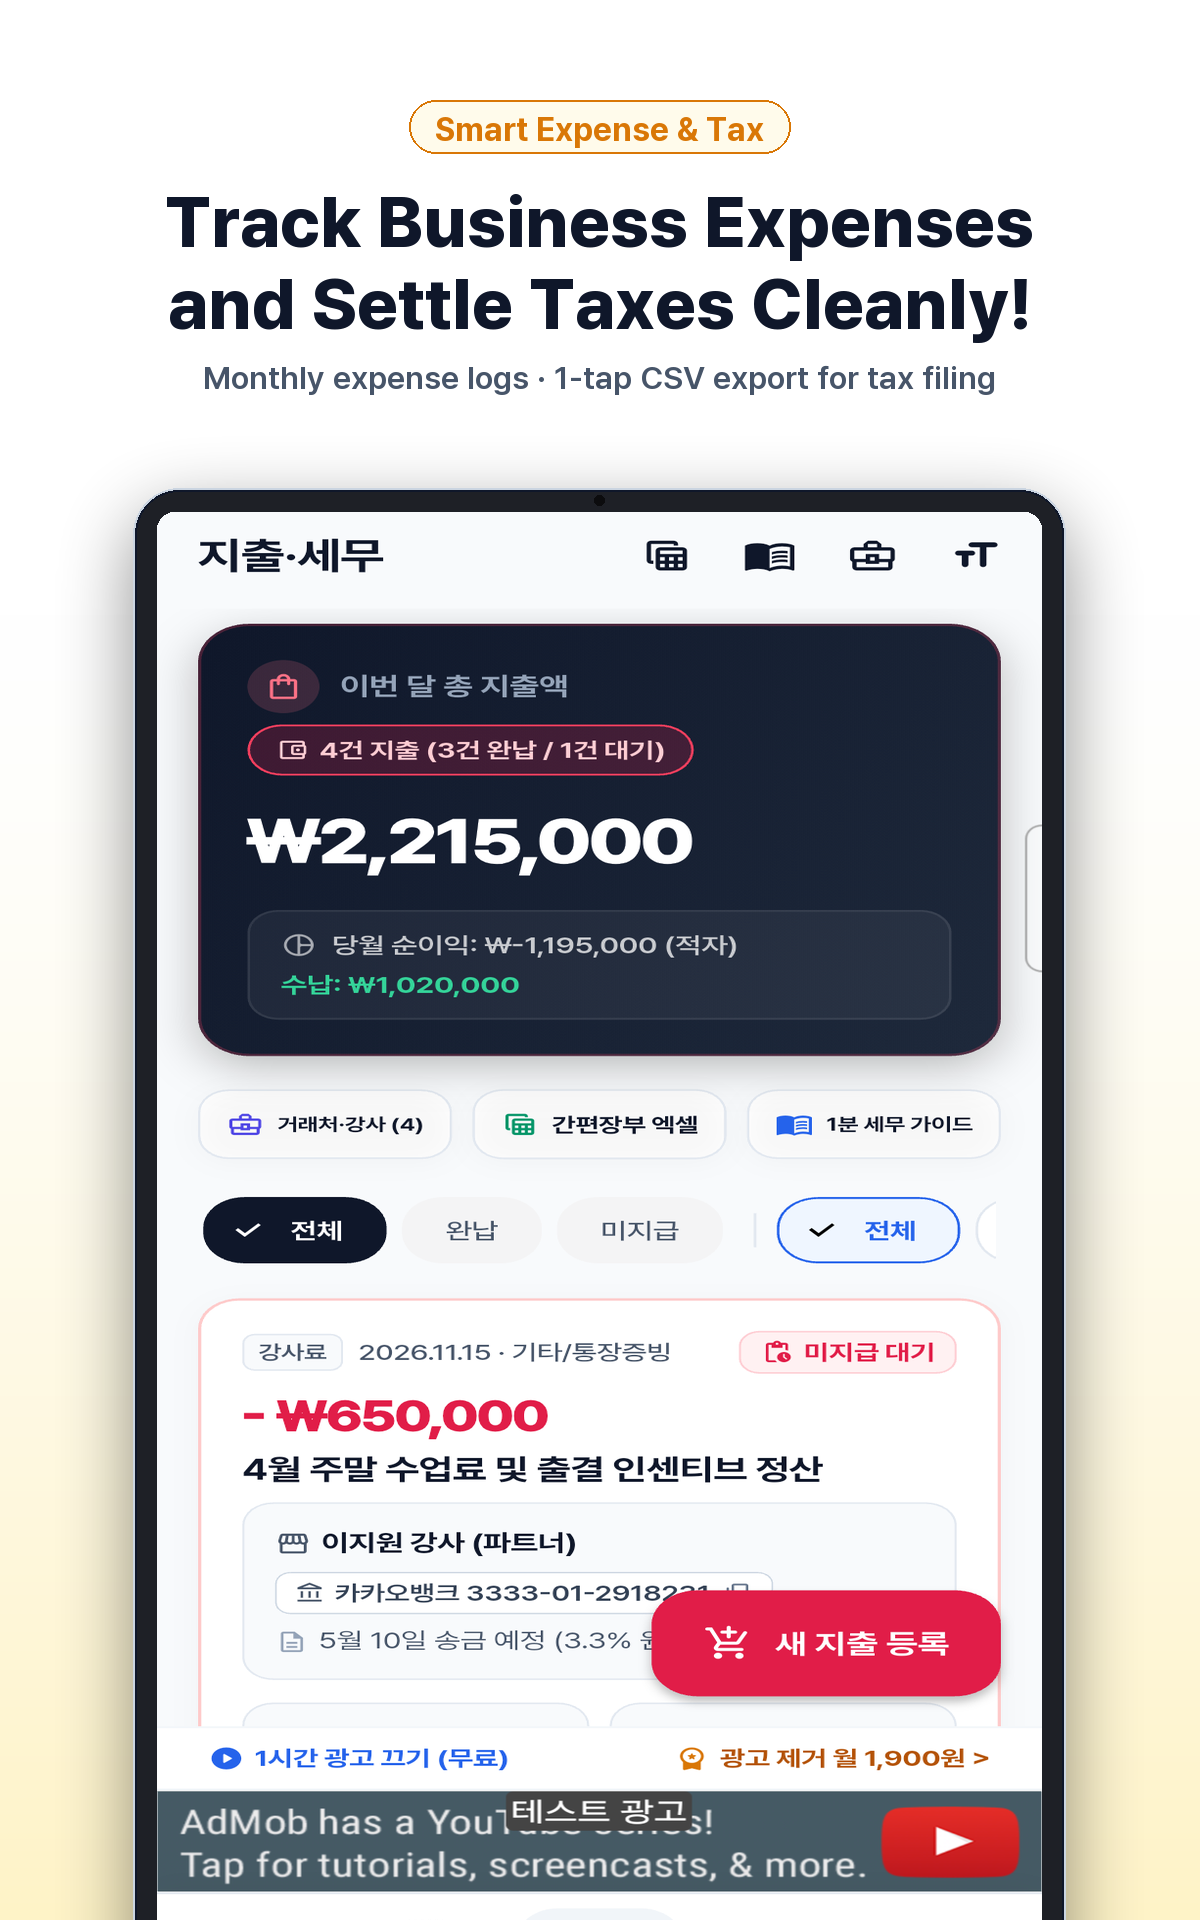 Smart Expense & Tax
Track Business Expenses
and Settle Taxes Cleanly!
Monthly expense logs · 1-tap CSV export for tax filing
지출·세무
이번 달 총 지출액
4건 지출 (3건 완납 / 1건 대기)
₩2,215,000
당월 순이익: ₩-1,195,000 (적자)
수납: ₩1,020,000
거래처·강사 (4)
간편장부 엑셀
1분 세무 가이드
전체
완납
미지급
전체
강사료
2026.11.15 · 기타/통장증빙
미지급 대기
- ₩650,000
4월 주말 수업료 및 출결 인센티브 정산
이지원 강사 (파트너)
카카오뱅크 3333-01-2918231
5월 10일 송금 예정 (3.3%
새 지출 등록
1시간 광고 끄기 (무료)
광고 제거 월 1,900원 >
테스트 광고
AdMob has a YouTube series!
Tap for tutorials, screencasts, & more.